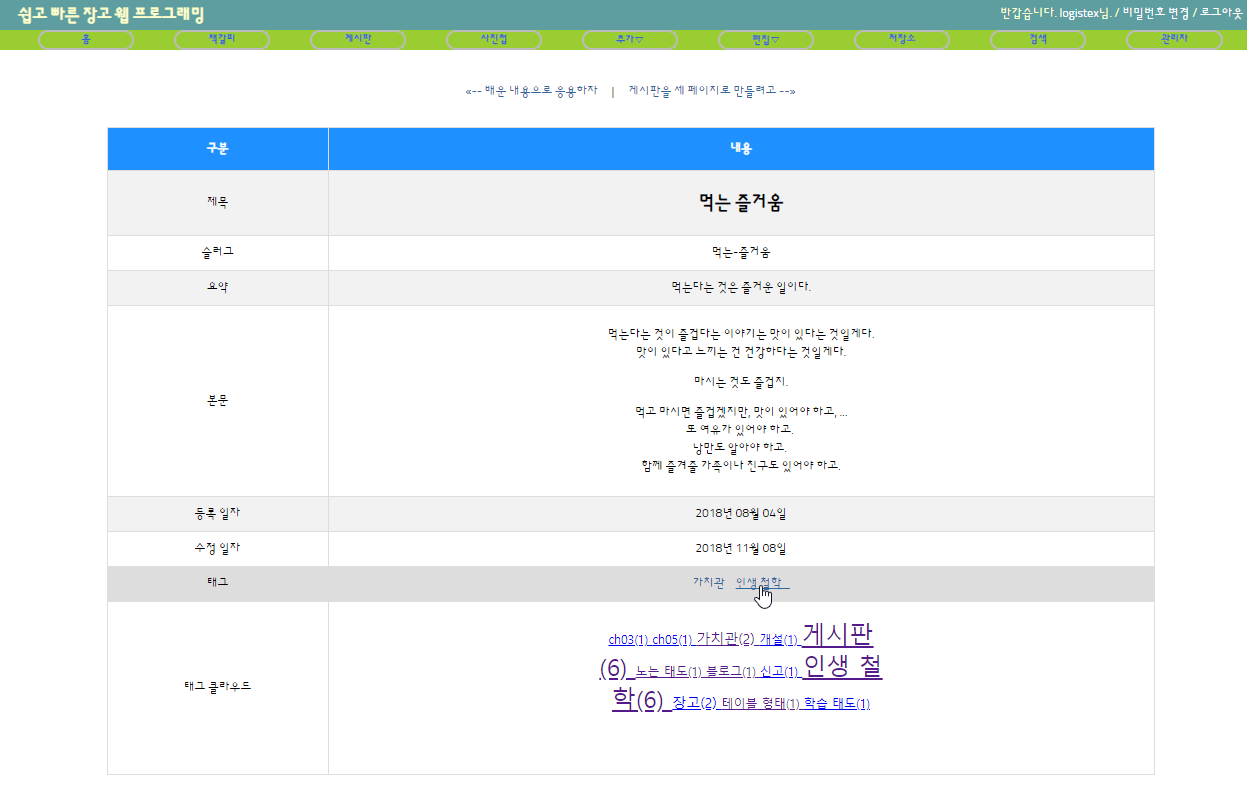 쉽고 빠른 장고 웹 프로그래밍
반갑습니다. logistex님. / 비밀번호 변경 / 로그아웃
홈 책갈피 게시판 사진첩 추가▽ 편집▽ 저장소 검색 관리자
«-- 배운 내용으로 응용하자 | 게시판을 세 페이지로 만들려고 --»
구분 내용
제목 먹는 즐거움
슬러그 먹는-즐거움
요약 먹는다는 것은 즐거운 일이다.
본문
먹는다는 것이 즐겁다는 이야기는 맛이 있다는 것일게다.
맛이 있다고 느끼는 건 건강하다는 것일게다.
마시는 것도 즐겁지.
먹고 마시면 즐겁겠지만, 맛이 있어야 하고, ...
또 여유가 있어야 하고.
낭만도 알아야 하고.
함께 즐겨줄 가족이나 친구도 있어야 하고.
등록 일자 2018년 08월 04일
수정 일자 2018년 11월 08일
태그 가치관 인생 철학
태그 클라우드
ch03(1) ch05(1) 가치관(2) 개설(1) 게시판
(6) 노는 태도(1) 블로그(1) 신고(1) 인생 철
학(6) 장고(2) 테이블 형태(1) 학습 태도(1)